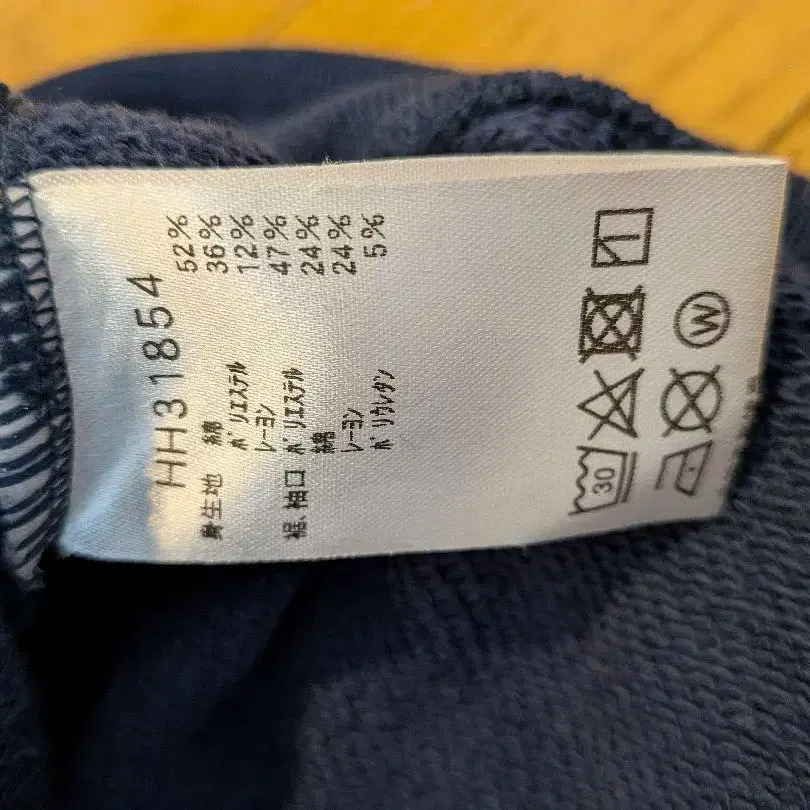 HH31854
身生地 綿 52%
ﾎﾟﾘｴｽﾃﾙ 36%
ﾚｰﾖﾝ 12%
裾、袖口 ﾎﾟﾘｴｽﾃﾙ 47%
綿 24%
ﾚｰﾖﾝ 24%
ﾎﾟﾘｳﾚﾀﾝ 5%
30
W